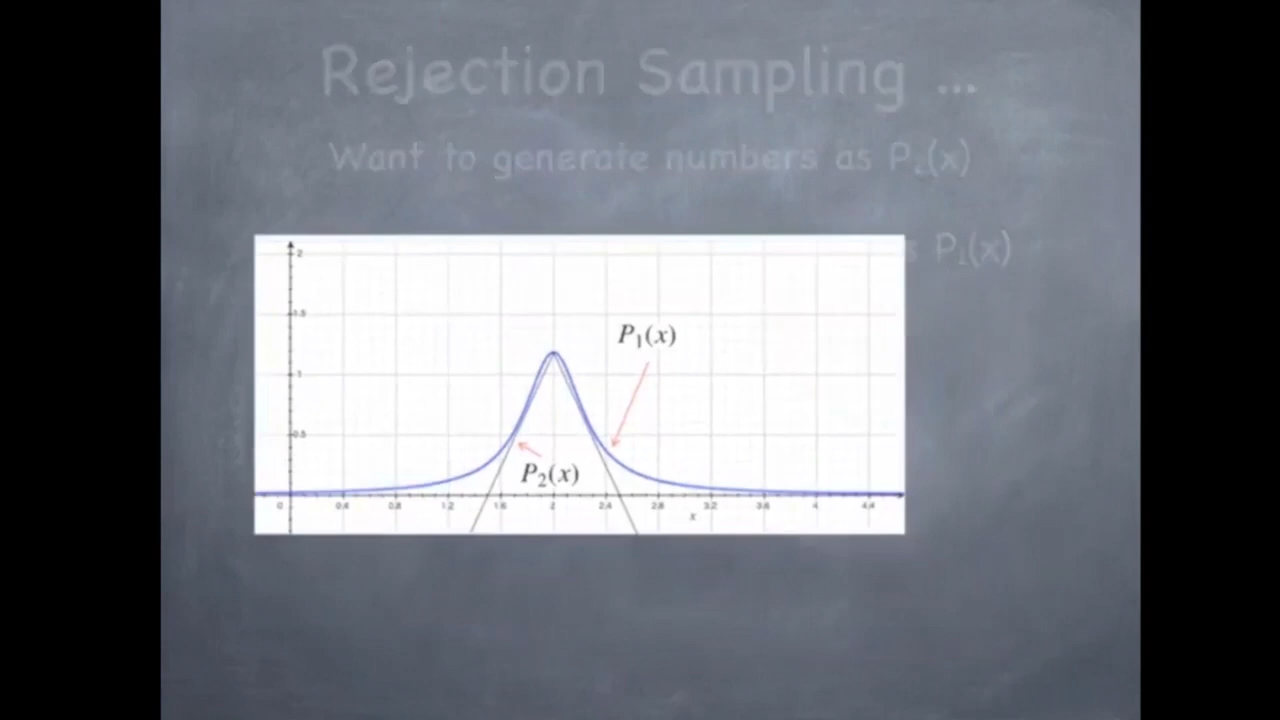 Rejection Sampling ...
Want to generate numbers as P₂(x)
P₁(x)
2
1.5
P₁(x)
1
0.5
P₂(x)
0 0.4 0.8 1.2 1.6 2 2.4 2.8 3.2 3.6 4 4.4
x